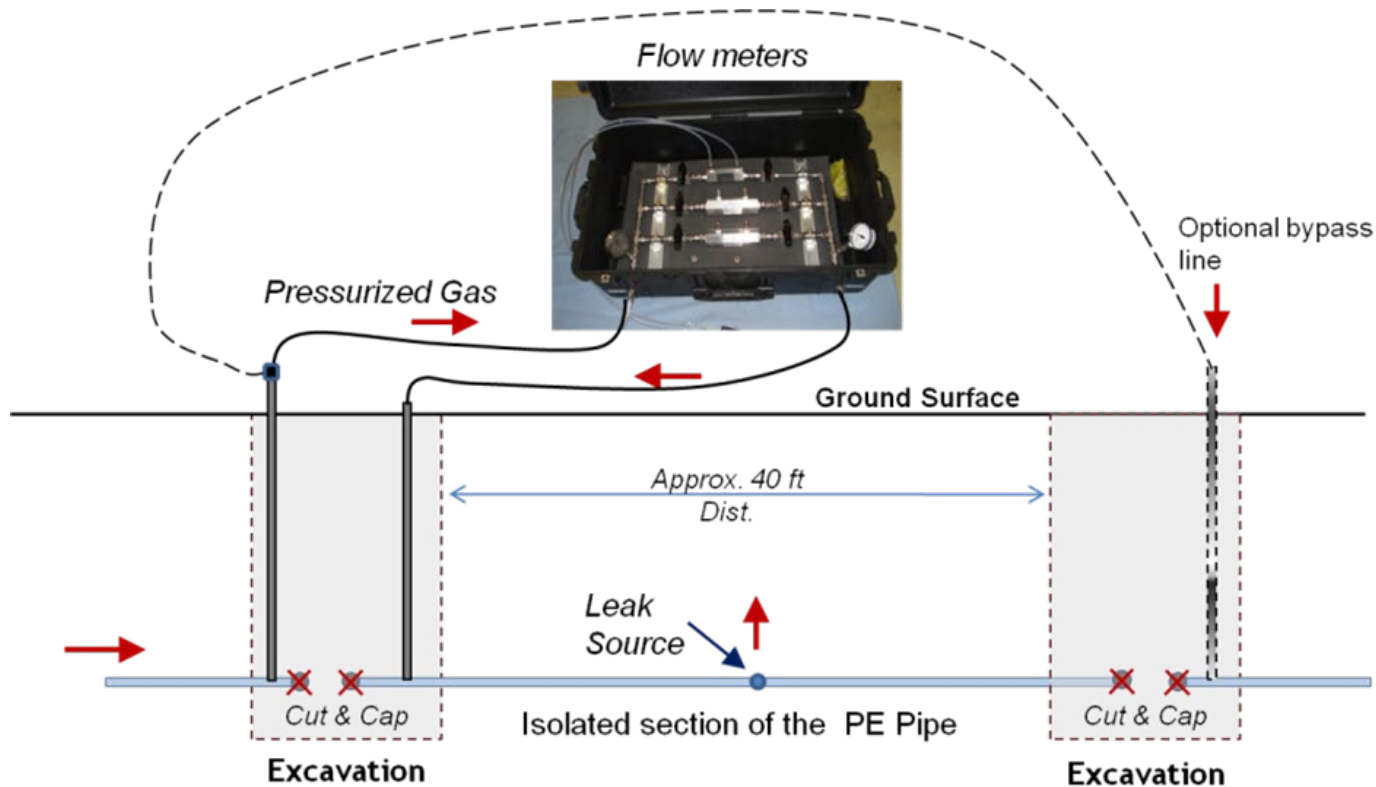 Flow meters
Optional bypass
line
Pressurized Gas
Ground Surface
Approx. 40 ft
Dist.
Leak
Source
Cut & Cap
Isolated section of the PE Pipe
Cut & Cap
Excavation
Excavation